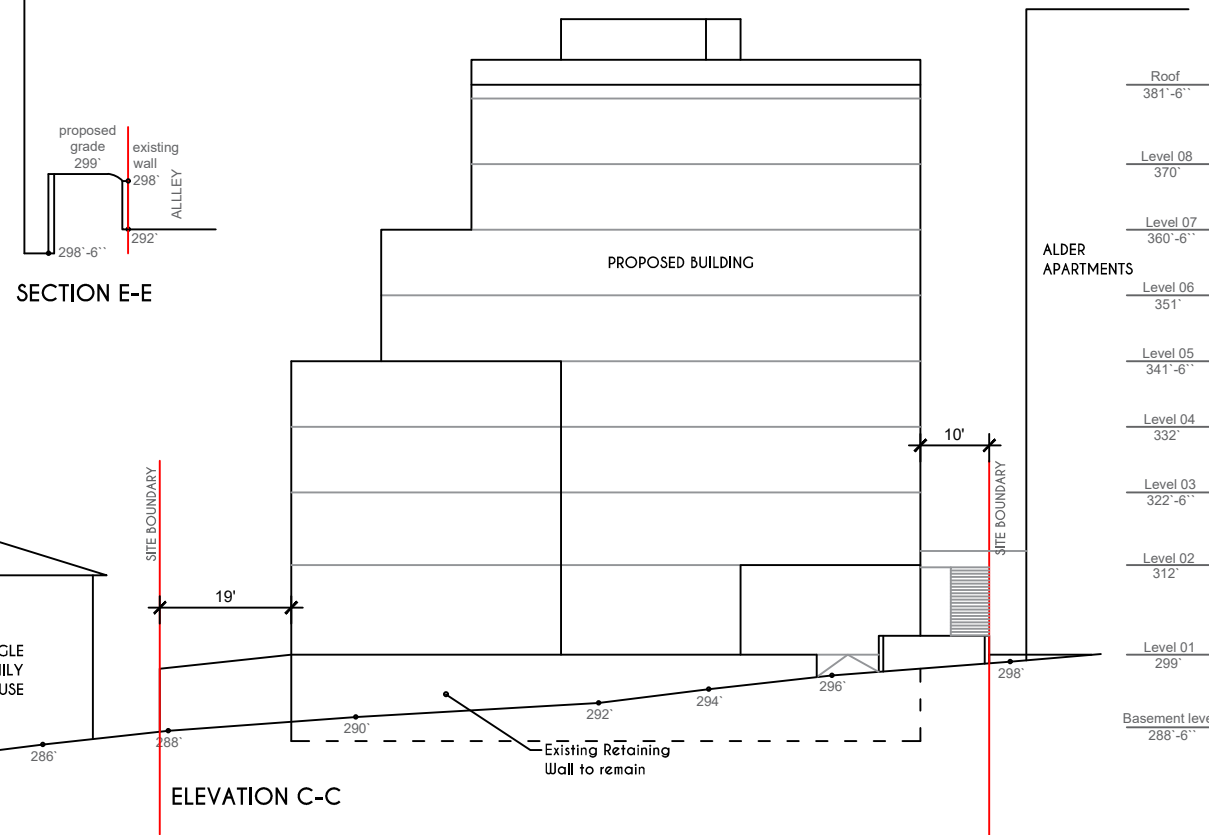 proposed
grade
299`
existing
wall
298`
ALLLEY
292`
298`-6``
SECTION E-E
PROPOSED BUILDING
ALDER
APARTMENTS
Roof
381`-6``
Level 08
370`
Level 07
360`-6``
Level 06
351`
Level 05
341`-6``
Level 04
332`
Level 03
322`-6``
Level 02
312`
Level 01
299`
Basement leve
288`-6``
SITE BOUNDARY
19'
10'
SITE BOUNDARY
GLE
ILY
USE
286`
288`
290`
292`
294`
296`
298`
Existing Retaining
Wall to remain
ELEVATION C-C